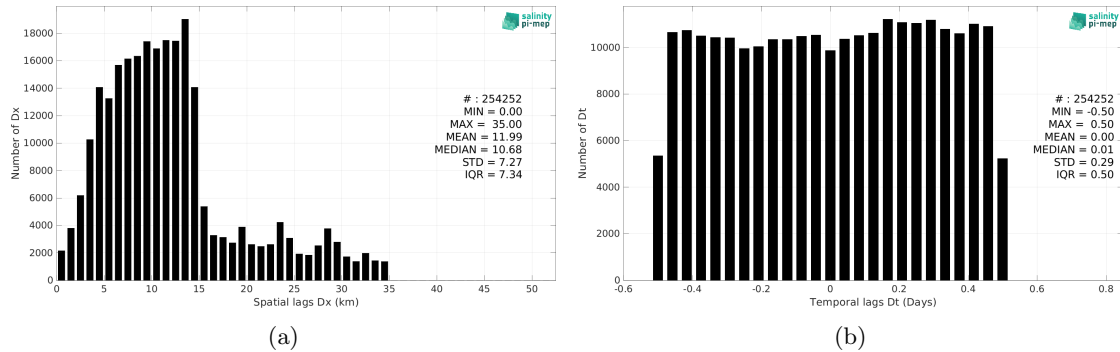 salinity
pi-mep
18000
16000
14000
12000
10000
8000
6000
4000
2000
0
Number of Dx
# : 254252
MIN = 0.00
MAX = 35.00
MEAN = 11.99
MEDIAN = 10.68
STD = 7.27
IQR = 7.34
0 5 10 15 20 25 30 35 40 45 50
Spatial lags Dx (km)
(a)
salinity
pi-mep
10000
8000
6000
4000
2000
0
Number of Dt
# : 254252
MIN = -0.50
MAX = 0.50
MEAN = 0.00
MEDIAN = 0.01
STD = 0.29
IQR = 0.50
-0.6 -0.4 -0.2 0 0.2 0.4 0.6 0.8
Temporal lags Dt (Days)
(b)